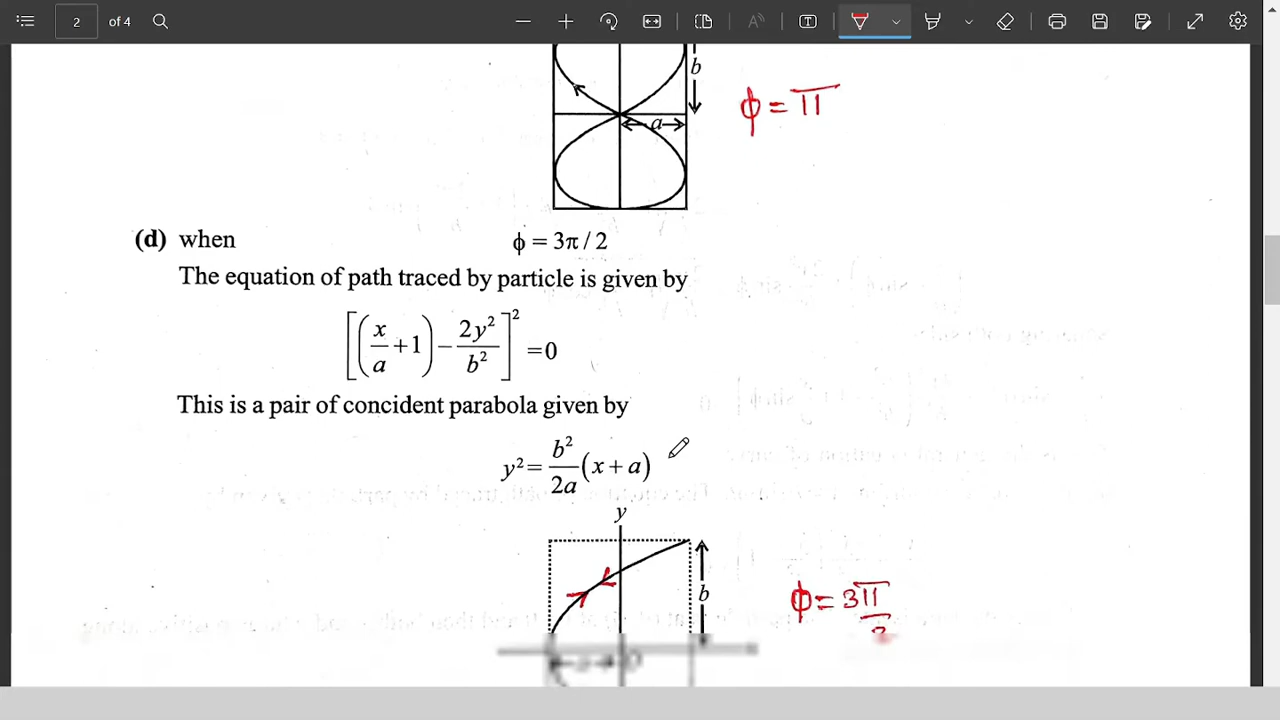 2 of 4
b
a
ϕ = π
(d) when ϕ = 3π / 2
The equation of path traced by particle is given by
[(x/a + 1) − 2y²/b²]² = 0
This is a pair of concident parabola given by
y² = b²/2a (x + a)
y
b
ϕ = 3π/2